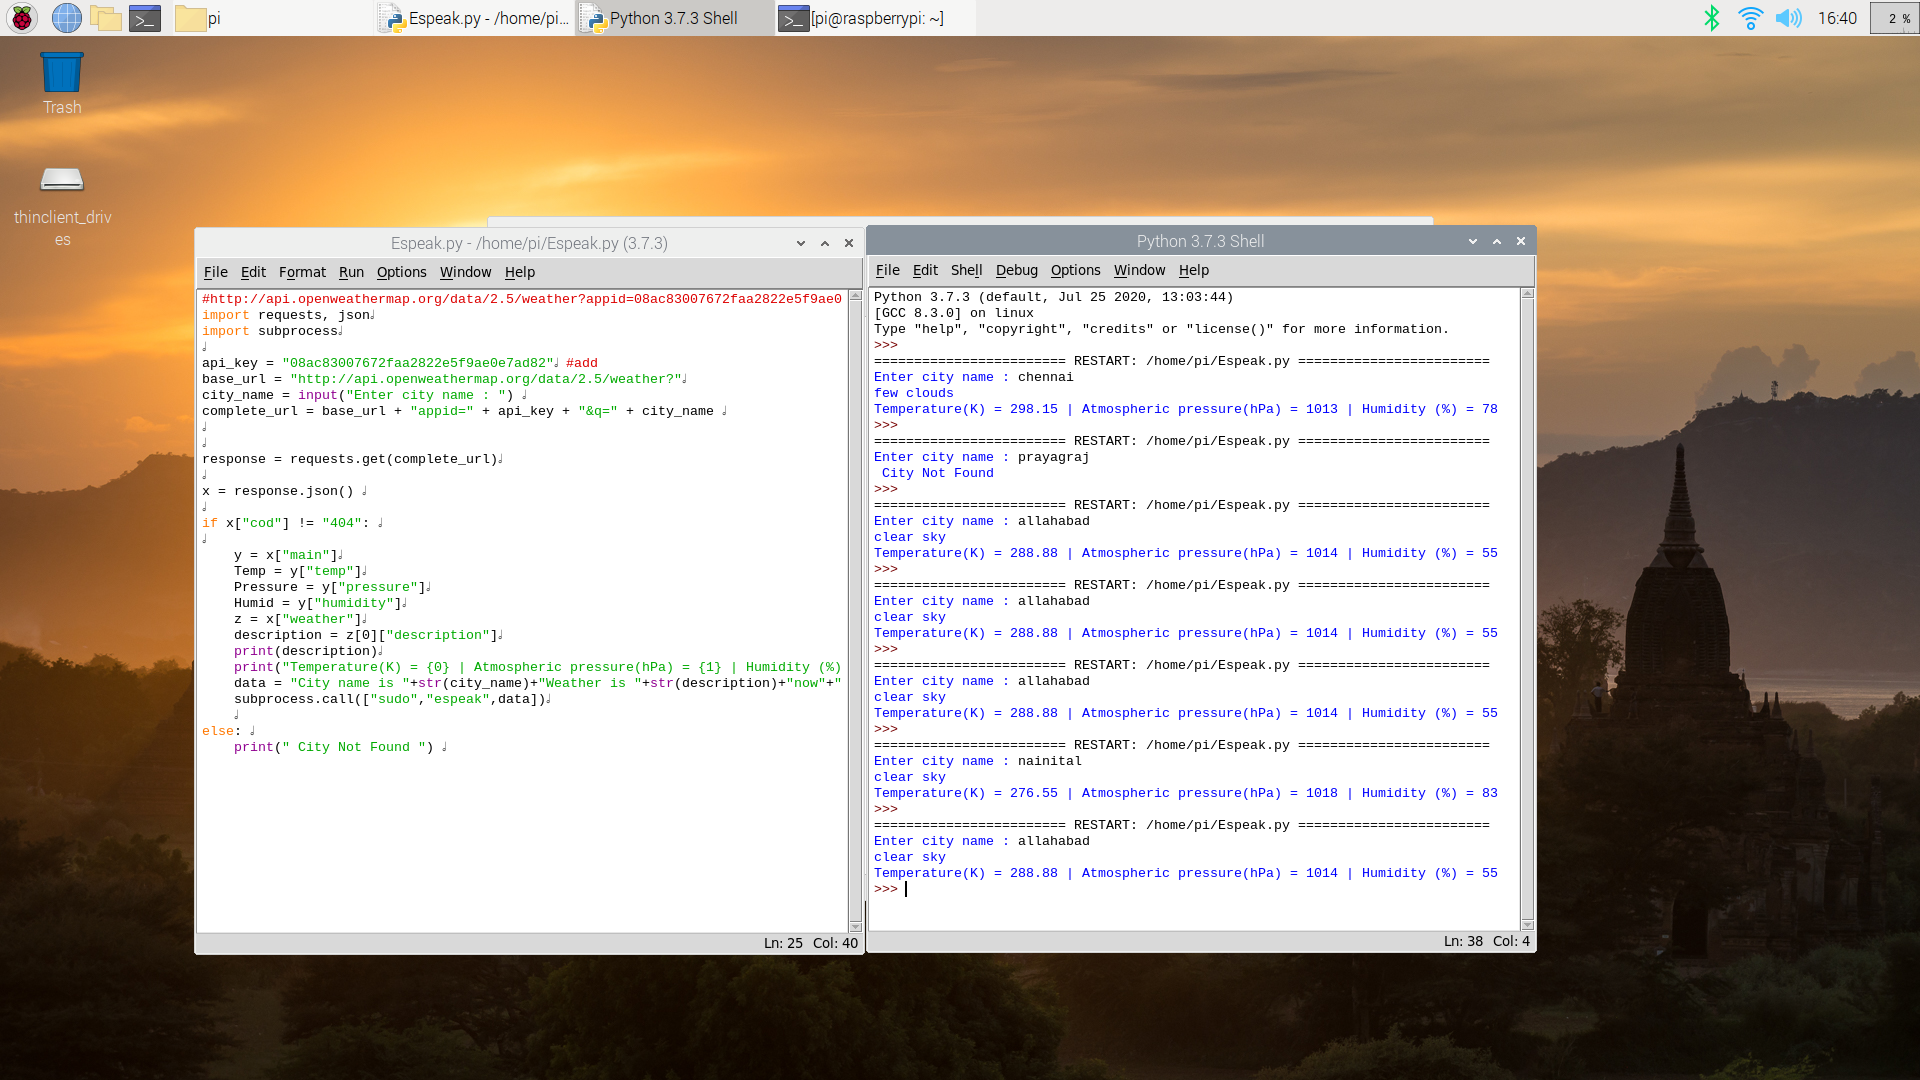 pi
Espeak.py - /home/pi...
Python 3.7.3 Shell
[pi@raspberrypi: ~]
16:40
2 %
Trash
thinclient_driv
es
Espeak.py - /home/pi/Espeak.py (3.7.3)
File Edit Format Run Options Window Help
#http://api.openweathermap.org/data/2.5/weather?appid=08ac83007672faa2822e5f9ae0
import requests, json
import subprocess
api_key = "08ac83007672faa2822e5f9ae0e7ad82" #add
base_url = "http://api.openweathermap.org/data/2.5/weather?"
city_name = input("Enter city name : ")
complete_url = base_url + "appid=" + api_key + "&q=" + city_name
response = requests.get(complete_url)
x = response.json()
if x["cod"] != "404":
    y = x["main"]
    Temp = y["temp"]
    Pressure = y["pressure"]
    Humid = y["humidity"]
    z = x["weather"]
    description = z[0]["description"]
    print(description)
    print("Temperature(K) = {0} | Atmospheric pressure(hPa) = {1} | Humidity (%)
    data = "City name is "+str(city_name)+"Weather is "+str(description)+"now"+"
    subprocess.call(["sudo","espeak",data])
else:
    print(" City Not Found ")
Ln: 25 Col: 40
Python 3.7.3 Shell
File Edit Shell Debug Options Window Help
Python 3.7.3 (default, Jul 25 2020, 13:03:44)
[GCC 8.3.0] on linux
Type "help", "copyright", "credits" or "license()" for more information.
>>>
======================== RESTART: /home/pi/Espeak.py ========================
Enter city name : chennai
few clouds
Temperature(K) = 298.15 | Atmospheric pressure(hPa) = 1013 | Humidity (%) = 78
>>>
======================== RESTART: /home/pi/Espeak.py ========================
Enter city name : prayagraj
 City Not Found
>>>
======================== RESTART: /home/pi/Espeak.py ========================
Enter city name : allahabad
clear sky
Temperature(K) = 288.88 | Atmospheric pressure(hPa) = 1014 | Humidity (%) = 55
>>>
======================== RESTART: /home/pi/Espeak.py ========================
Enter city name : allahabad
clear sky
Temperature(K) = 288.88 | Atmospheric pressure(hPa) = 1014 | Humidity (%) = 55
>>>
======================== RESTART: /home/pi/Espeak.py ========================
Enter city name : allahabad
clear sky
Temperature(K) = 288.88 | Atmospheric pressure(hPa) = 1014 | Humidity (%) = 55
>>>
======================== RESTART: /home/pi/Espeak.py ========================
Enter city name : nainital
clear sky
Temperature(K) = 276.55 | Atmospheric pressure(hPa) = 1018 | Humidity (%) = 83
>>>
======================== RESTART: /home/pi/Espeak.py ========================
Enter city name : allahabad
clear sky
Temperature(K) = 288.88 | Atmospheric pressure(hPa) = 1014 | Humidity (%) = 55
>>>
Ln: 38 Col: 4